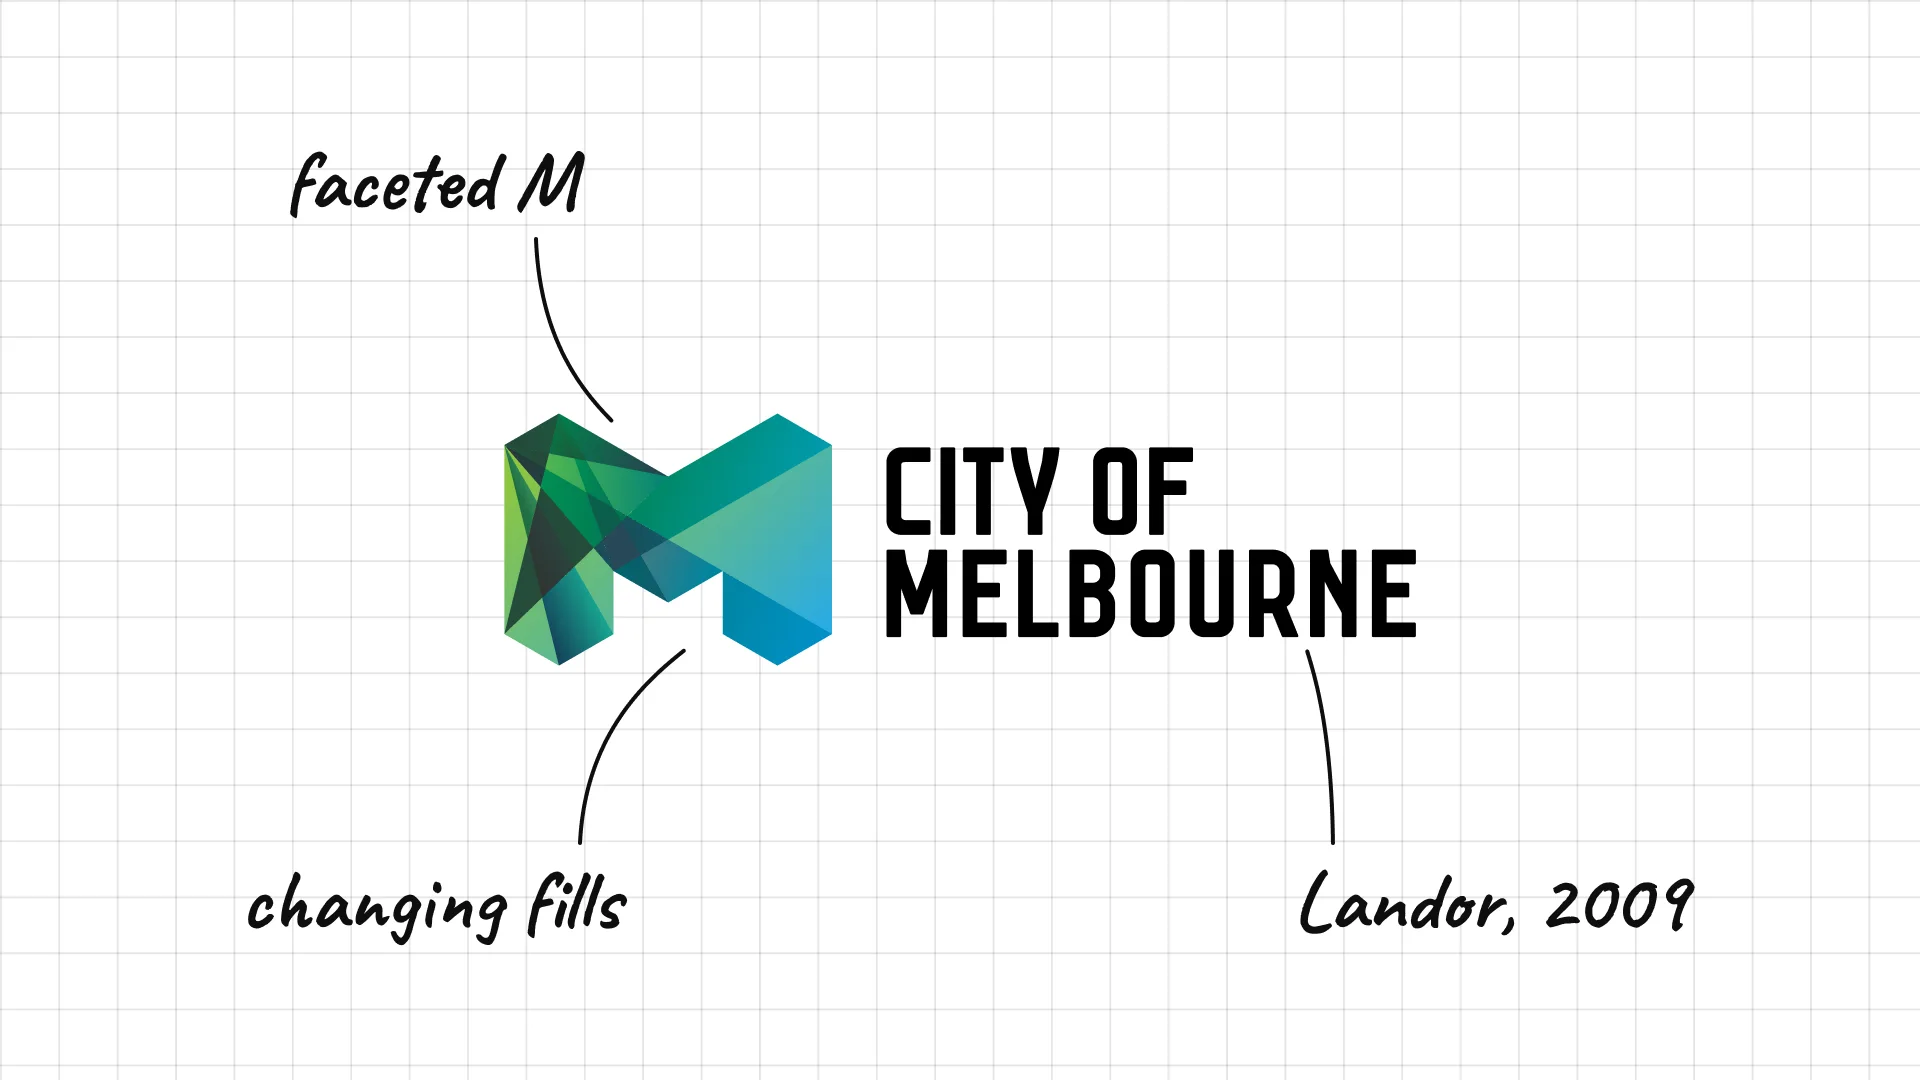 faceted M
CITY OF
MELBOURNE
changing fills
Landor, 2009